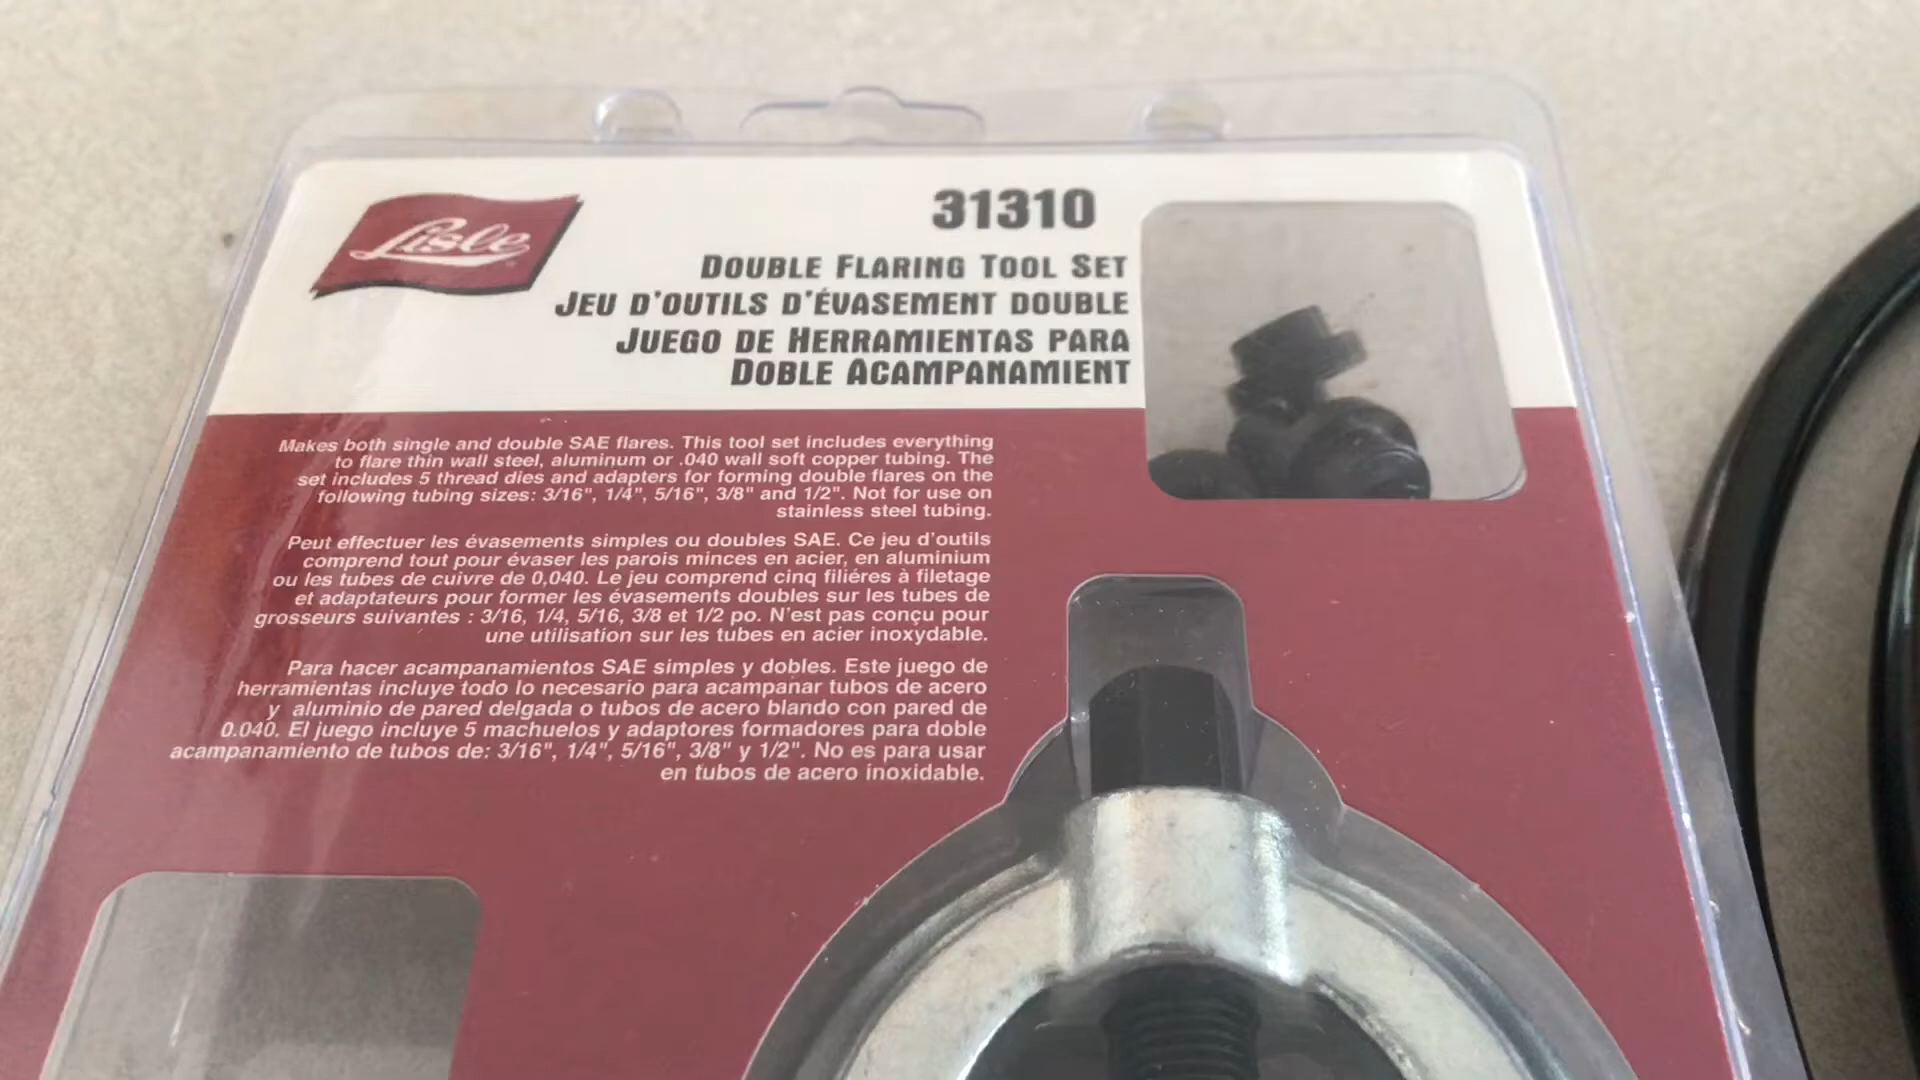 Lisle
31310
DOUBLE FLARING TOOL SET
JEU D'OUTILS D'ÉVASEMENT DOUBLE
JUEGO DE HERRAMIENTAS PARA
DOBLE ACAMPANAMIENT
Makes both single and double SAE flares. This tool set includes everything
to flare thin wall steel, aluminum or .040 wall soft copper tubing. The
set includes 5 thread dies and adapters for forming double flares on the
following tubing sizes: 3/16", 1/4", 5/16", 3/8" and 1/2". Not for use on
stainless steel tubing.
Peut effectuer les évasements simples ou doubles SAE. Ce jeu d'outils
comprend tout pour évaser les parois minces en acier, en aluminium
ou les tubes de cuivre de 0,040. Le jeu comprend cinq filiéres à filetage
et adaptateurs pour former les évasements doubles sur les tubes de
grosseurs suivantes : 3/16, 1/4, 5/16, 3/8 et 1/2 po. N'est pas conçu pour
une utilisation sur les tubes en acier inoxydable.
Para hacer acampanamientos SAE simples y dobles. Este juego de
herramientas incluye todo lo necesario para acampanar tubos de acero
y aluminio de pared delgada o tubos de acero blando con pared de
0.040. El juego incluye 5 machuelos y adaptores formadores para doble
acampanamiento de tubos de: 3/16", 1/4", 5/16", 3/8" y 1/2". No es para usar
en tubos de acero inoxidable.